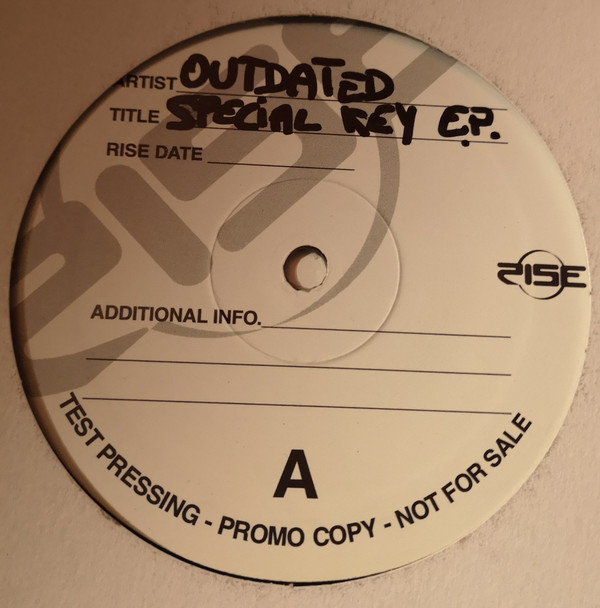 ARTIST OUTDATED
TITLE SPECIAL KEY E.P.
RISE DATE
RISE
ADDITIONAL INFO.
A
TEST PRESSING - PROMO COPY - NOT FOR SALE